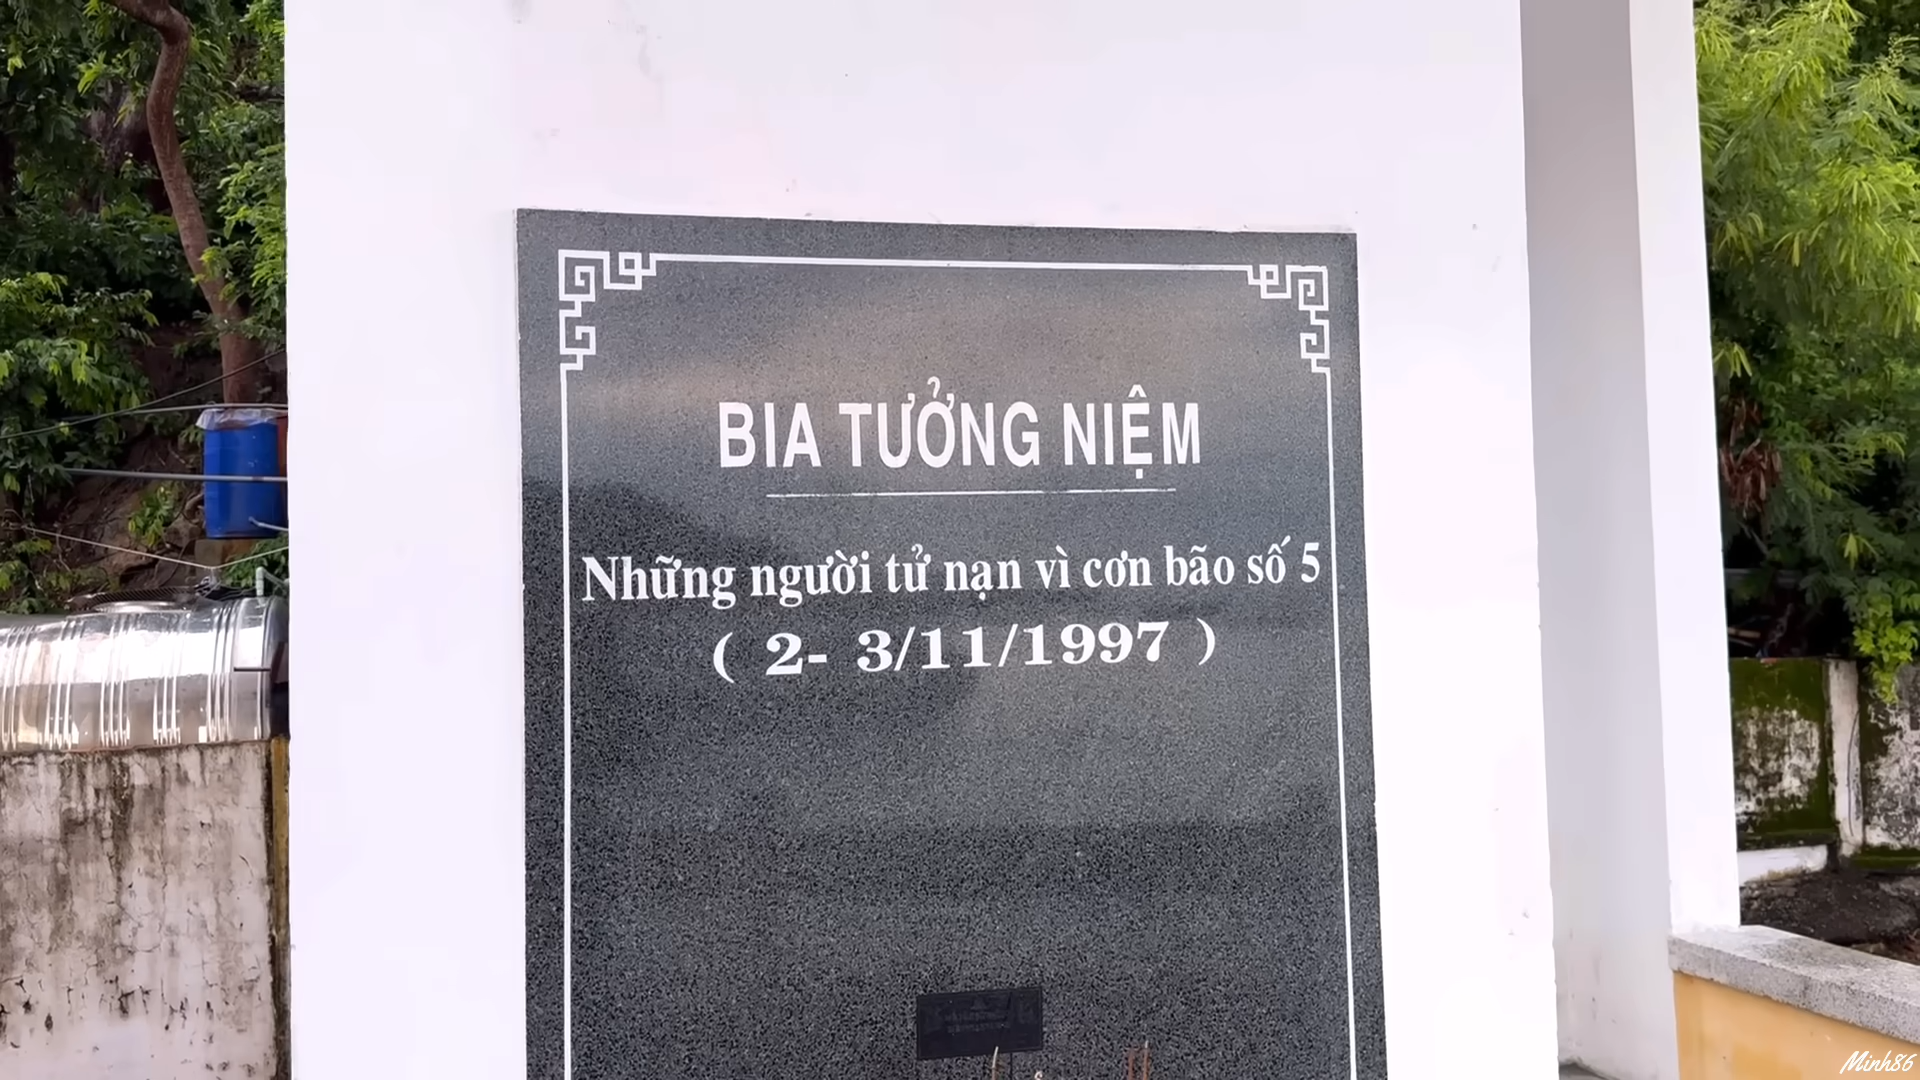 BIA TƯỞNG NIỆM
Những người tử nạn vì cơn bão số 5
( 2- 3/11/1997 )
Minh86